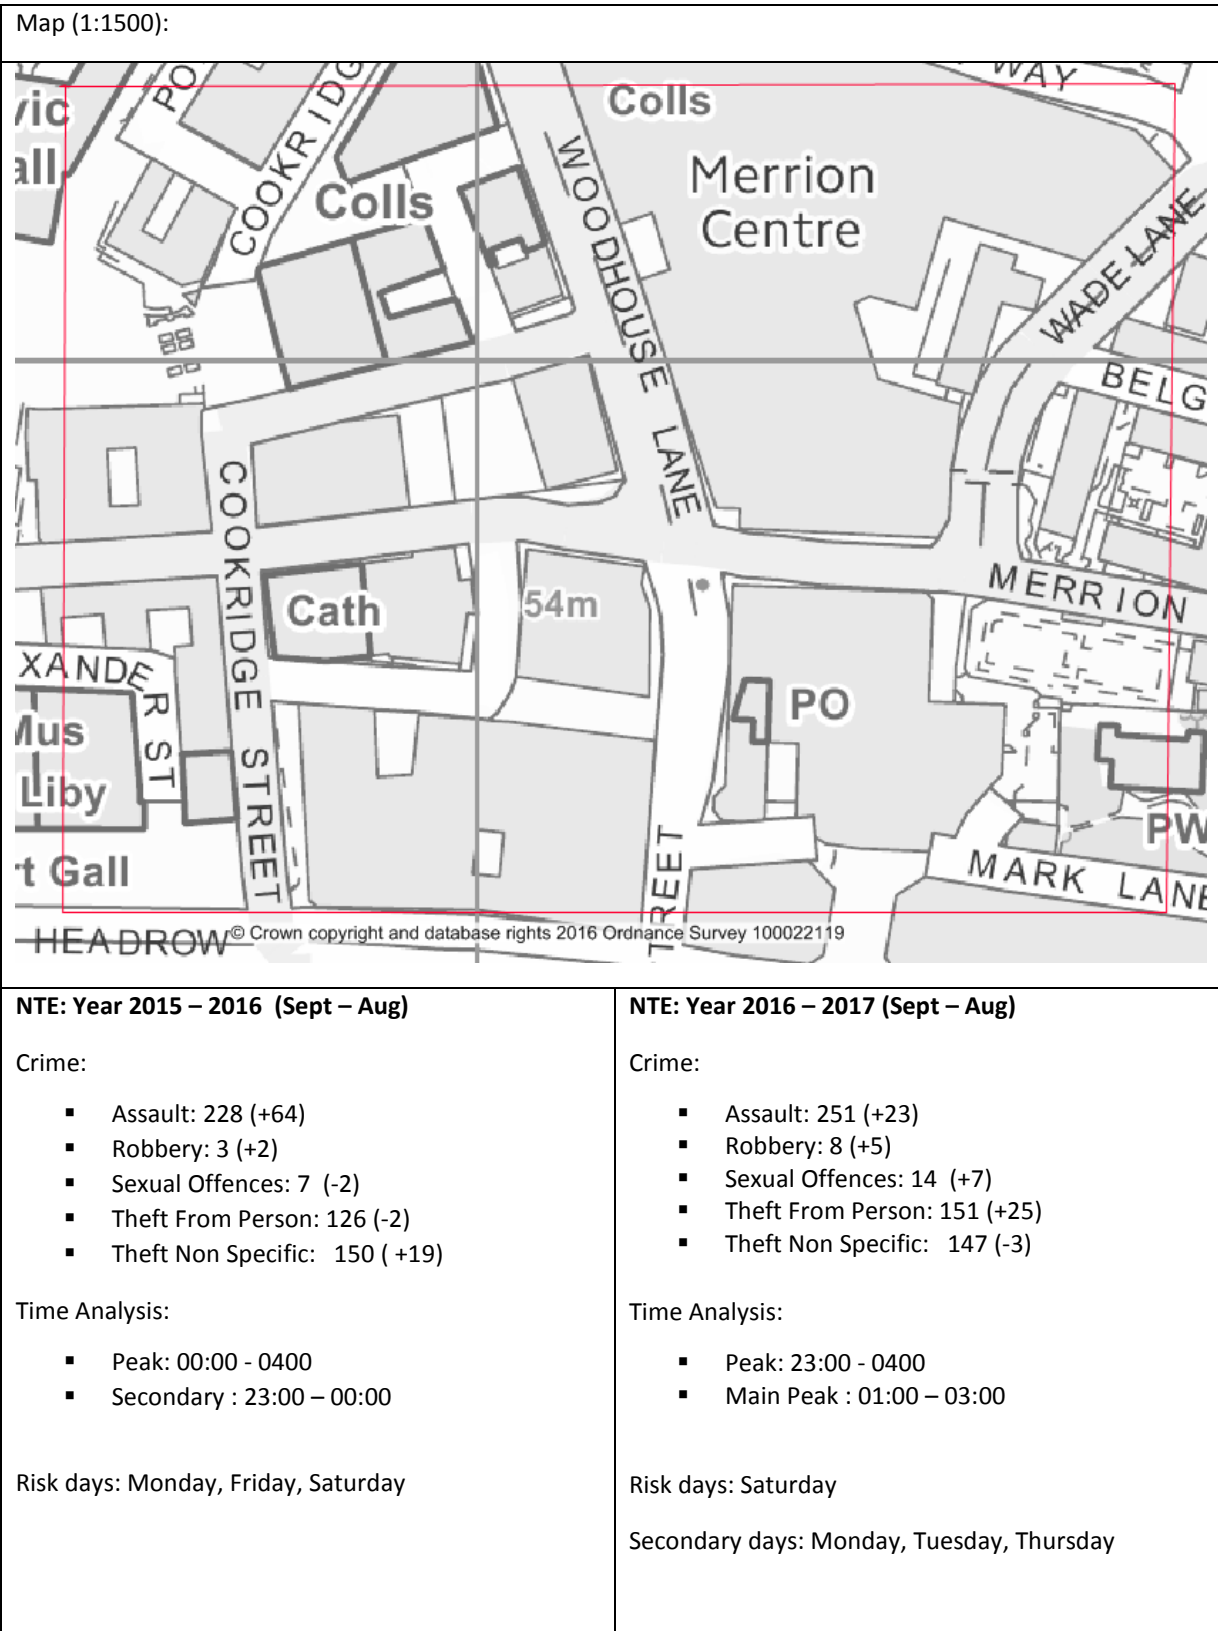 Map (1:1500):
WAY
vic
all
PO
COOKRIDG
Colls
Colls
WOODHOUSE LANE
Merrion
Centre
WADE LANE
BELG
COOKRIDGE STREET
MERRION
Cath
54m
XANDER ST
PO
Mus
Liby
t Gall
PW
MARK LANE
TREET
HEADROW
© Crown copyright and database rights 2016 Ordnance Survey 100022119
NTE: Year 2015 – 2016 (Sept – Aug)
Crime:
▪ Assault: 228 (+64)
▪ Robbery: 3 (+2)
▪ Sexual Offences: 7 (-2)
▪ Theft From Person: 126 (-2)
▪ Theft Non Specific: 150 ( +19)
Time Analysis:
▪ Peak: 00:00 - 0400
▪ Secondary : 23:00 – 00:00
Risk days: Monday, Friday, Saturday
NTE: Year 2016 – 2017 (Sept – Aug)
Crime:
▪ Assault: 251 (+23)
▪ Robbery: 8 (+5)
▪ Sexual Offences: 14 (+7)
▪ Theft From Person: 151 (+25)
▪ Theft Non Specific: 147 (-3)
Time Analysis:
▪ Peak: 23:00 - 0400
▪ Main Peak : 01:00 – 03:00
Risk days: Saturday
Secondary days: Monday, Tuesday, Thursday